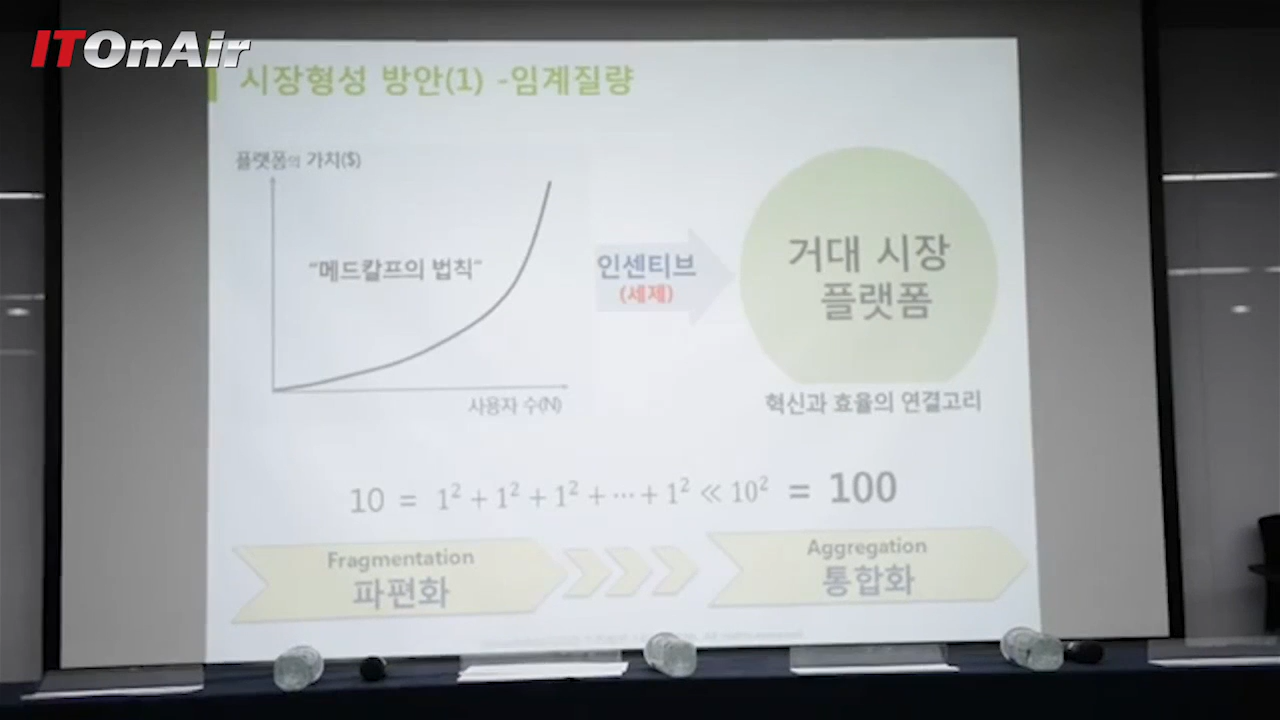 ITOnAir
시장형성 방안(1) -임계질량
플랫폼의 가치($)
“메드칼프의 법칙”
인센티브
(세제)
거대 시장
플랫폼
사용자 수(N)
혁신과 효율의 연결고리
10 = 1² + 1² + 1² + ⋯ + 1² ≪ 10² = 100
Fragmentation
파편화
Aggregation
통합화